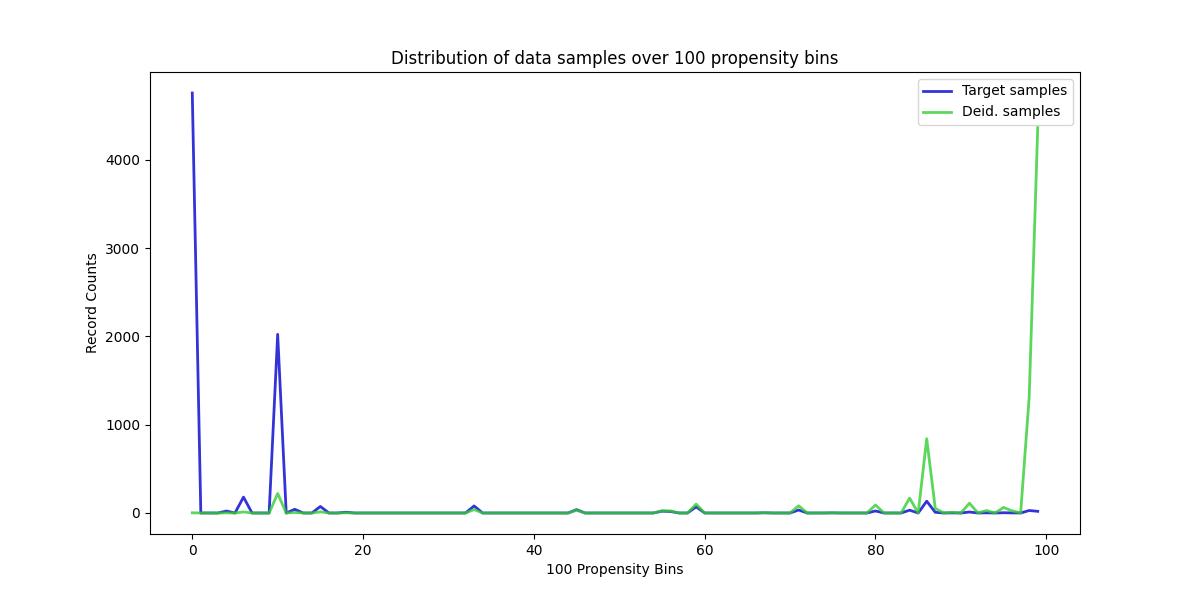 Distribution of data samples over 100 propensity bins
Target samples
Deid. samples
4000
3000
2000
1000
0
Record Counts
0 20 40 60 80 100
100 Propensity Bins